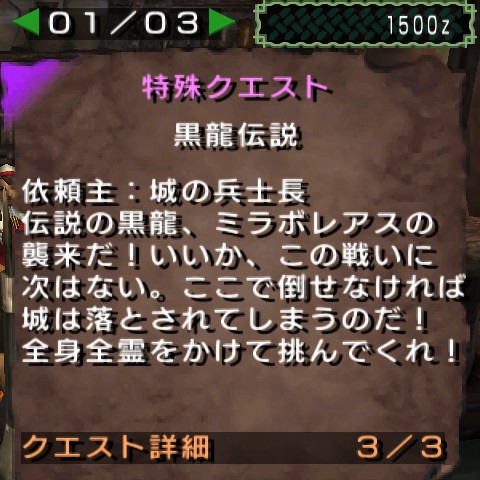 01/03
1500z
特殊クエスト
黒龍伝説
依頼主：城の兵士長
伝説の黒龍、ミラボレアスの
襲来だ！いいか、この戦いに
次はない。ここで倒せなければ
城は落とされてしまうのだ！
全身全霊をかけて挑んでくれ！
クエスト詳細 3／3